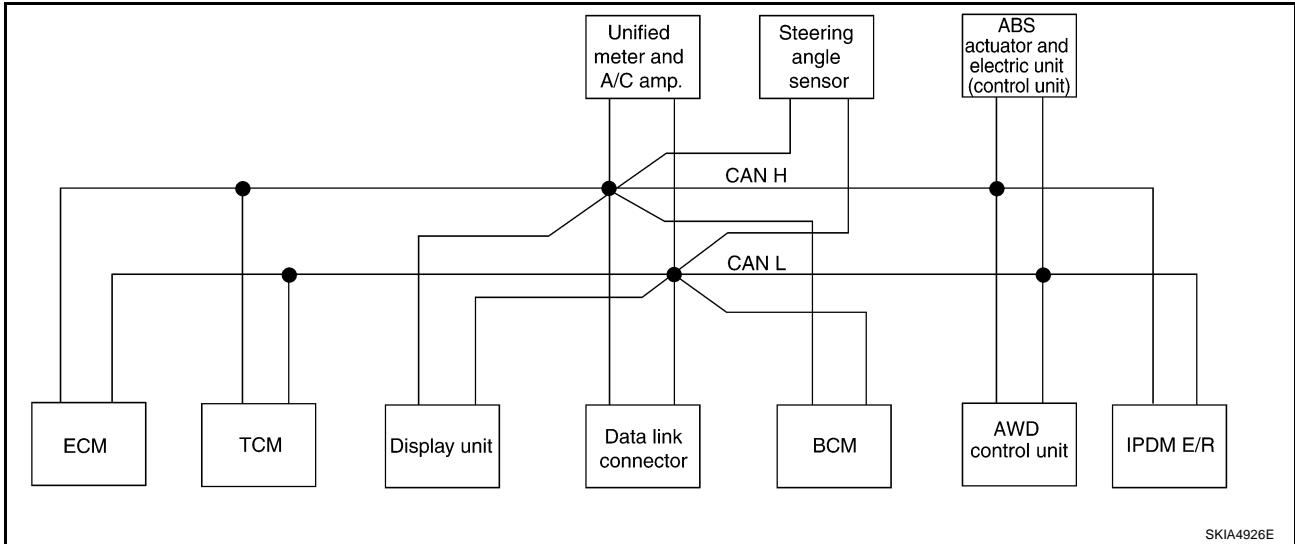 Unified
meter and
A/C amp.
Steering
angle
sensor
ABS
actuator and
electric unit
(control unit)
CAN H
CAN L
ECM
TCM
Display unit
Data link
connector
BCM
AWD
control unit
IPDM E/R
SKIA4926E